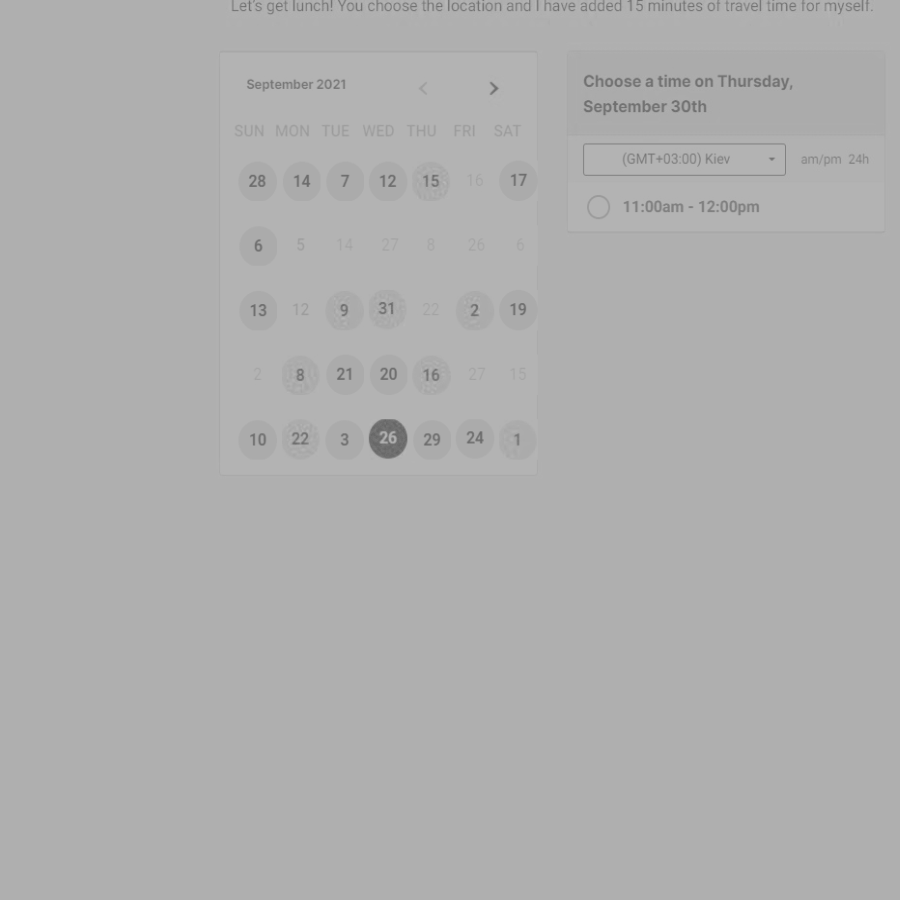 Let's get lunch! You choose the location and I have added 15 minutes of travel time for myself.
September 2021
SUN MON TUE WED THU FRI SAT
28 14 7 12 15 16 17
6 5 14 27 8 26 6
13 12 9 31 22 2 19
2 8 21 20 16 27 15
10 22 3 26 29 24 1
Choose a time on Thursday,
September 30th
(GMT+03:00) Kiev am/pm 24h
11:00am - 12:00pm